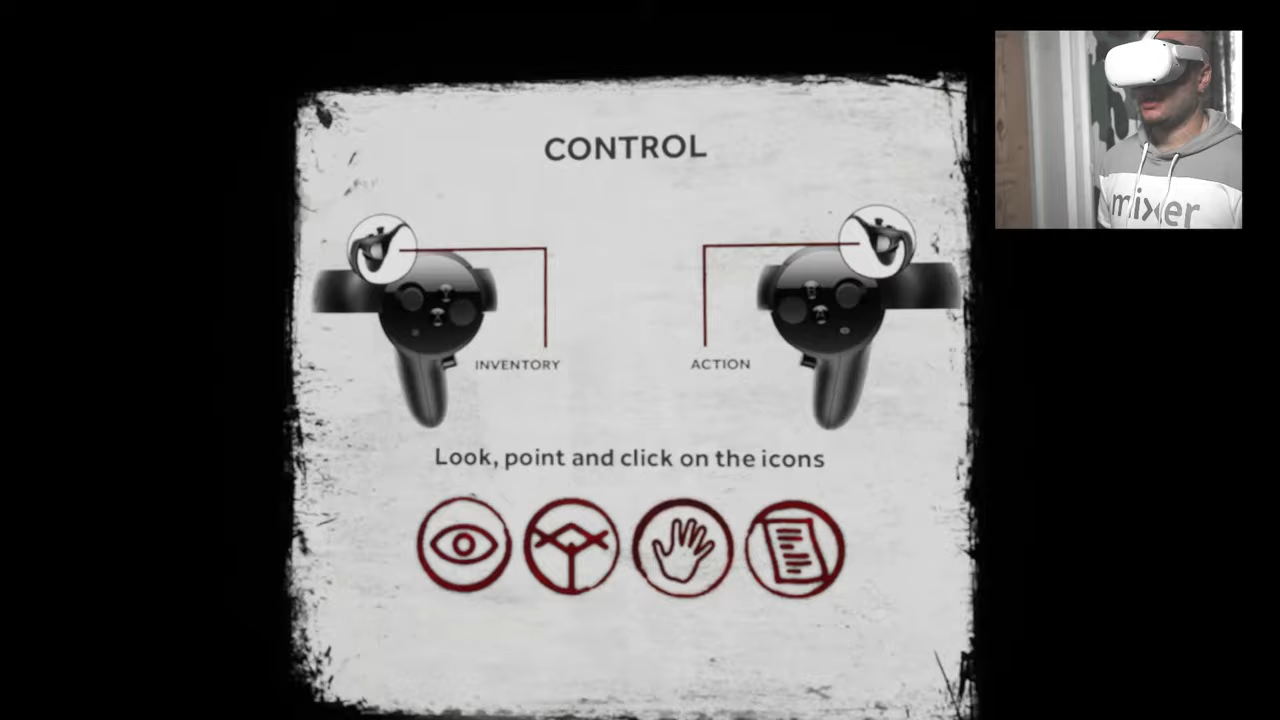 CONTROL
INVENTORY
ACTION
Look, point and click on the icons
mixer